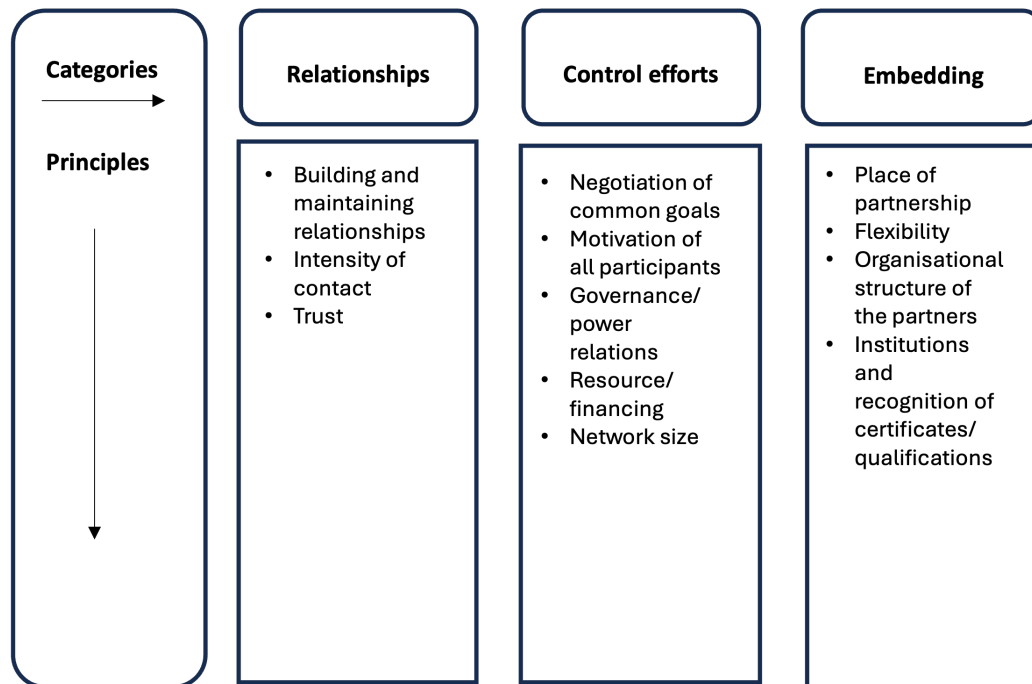 Categories
Principles
Relationships
• Building and
maintaining
relationships
• Intensity of
contact
• Trust
Control efforts
• Negotiation of
common goals
• Motivation of
all participants
• Governance/
power
relations
• Resource/
financing
• Network size
Embedding
• Place of
partnership
• Flexibility
• Organisational
structure of
the partners
• Institutions
and
recognition of
certificates/
qualifications